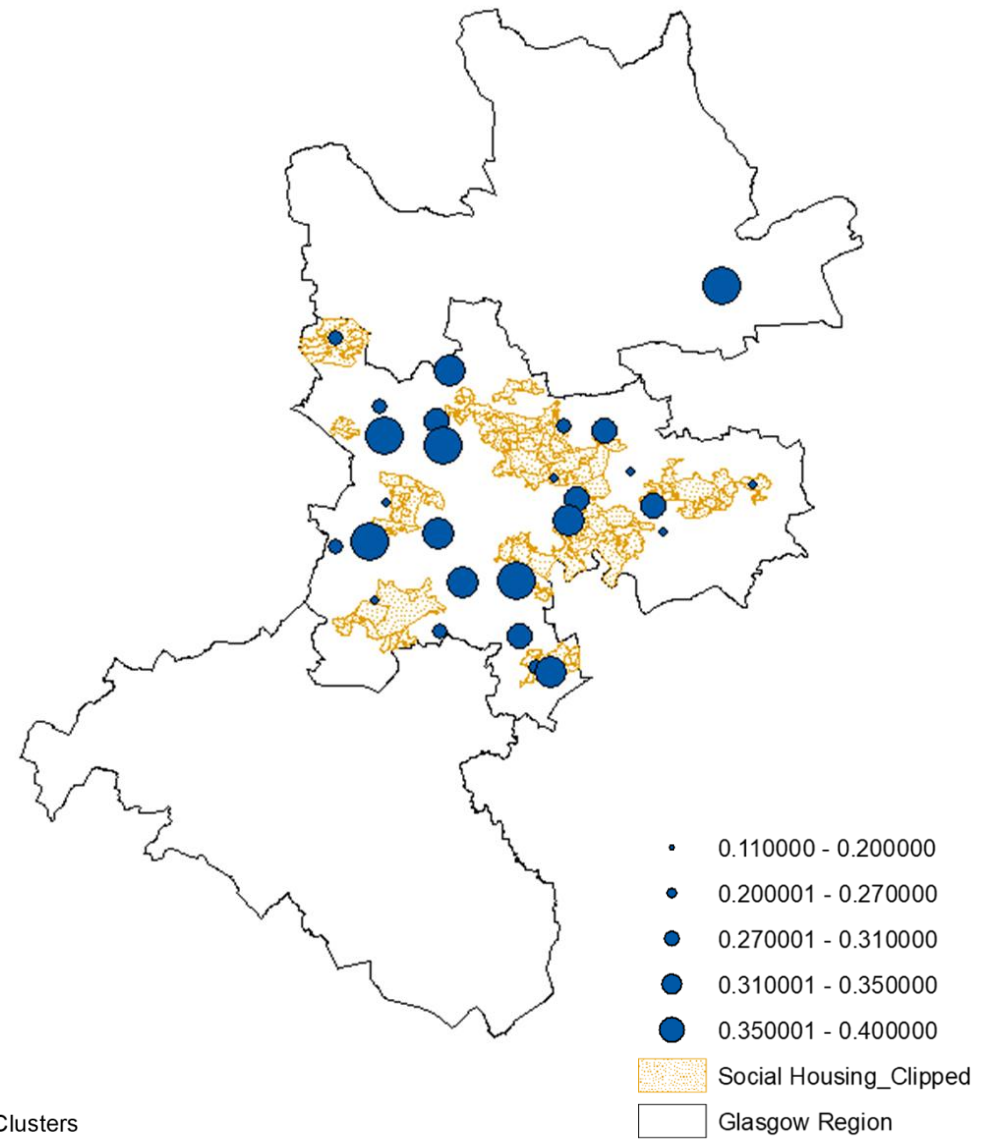 0.110000 - 0.200000
0.200001 - 0.270000
0.270001 - 0.310000
0.310001 - 0.350000
0.350001 - 0.400000
Social Housing_Clipped
Glasgow Region
Clusters